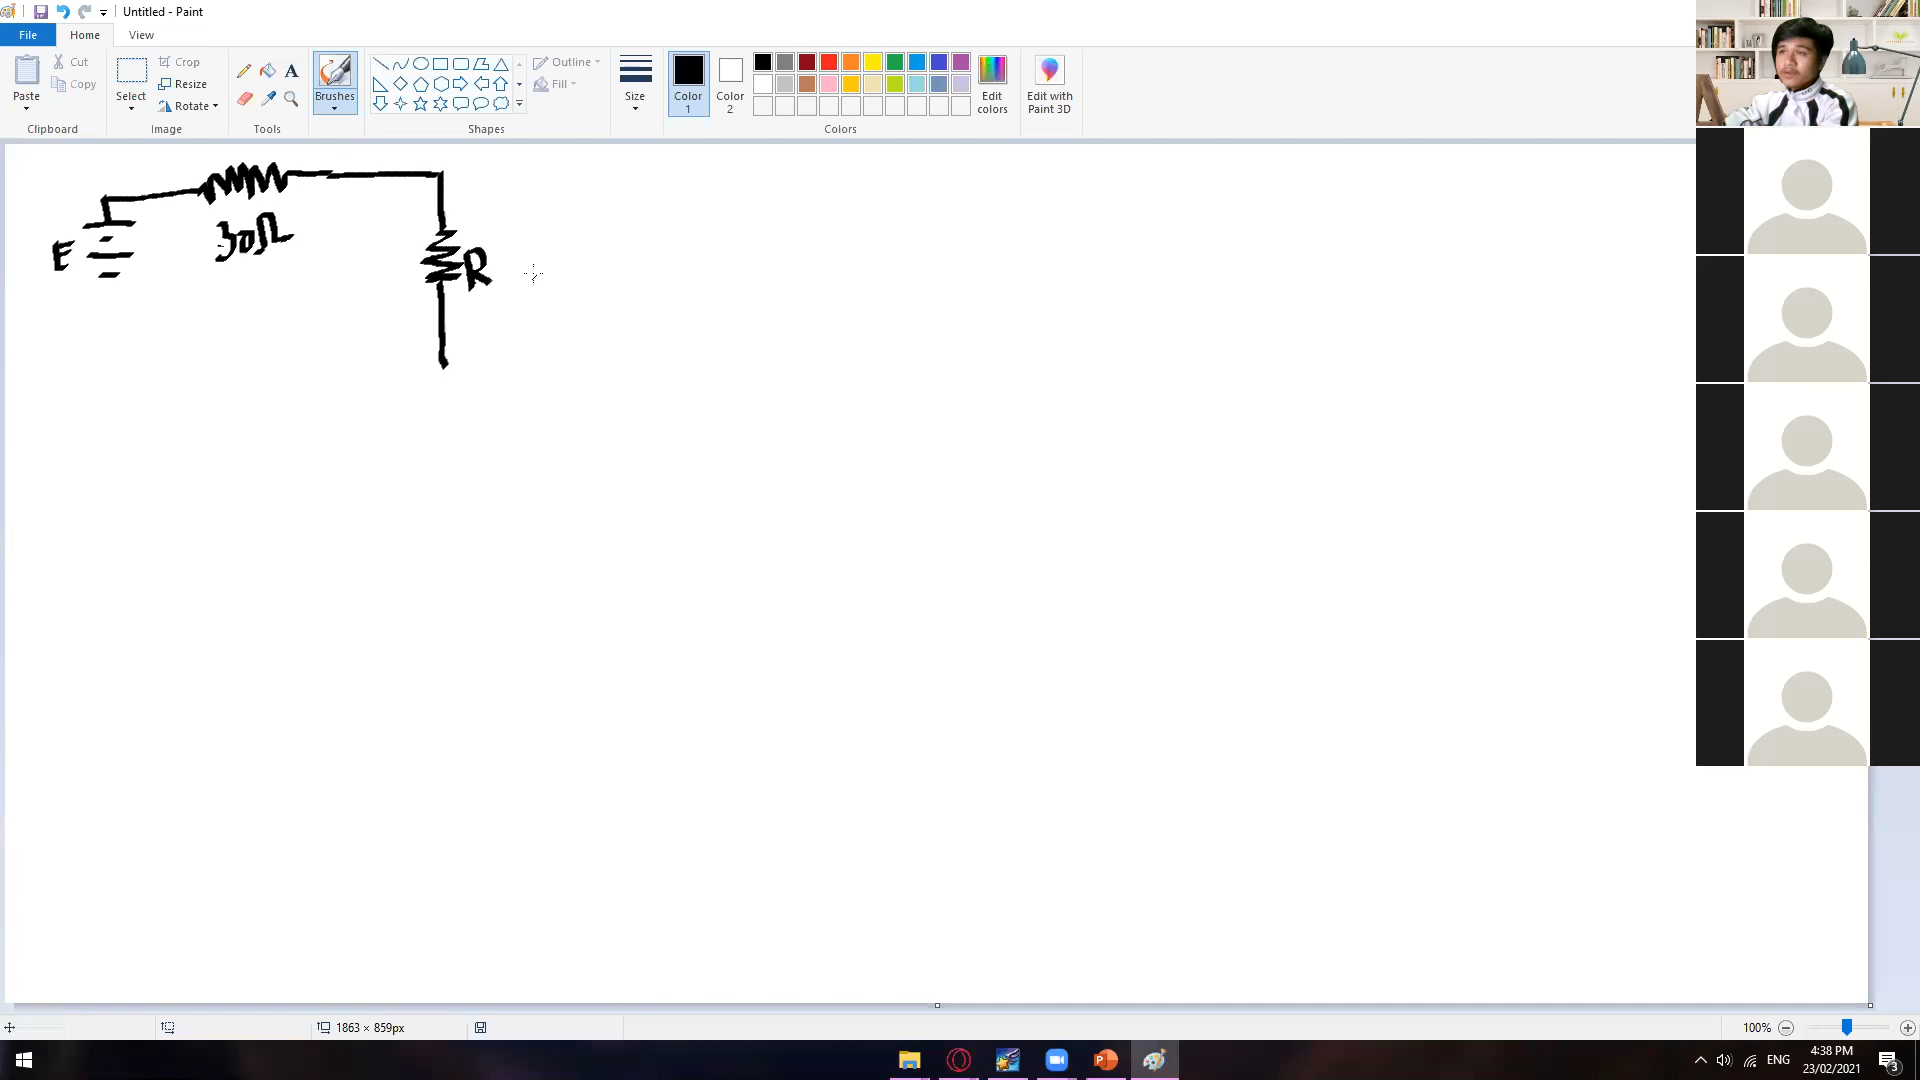 Untitled - Paint
File Home View
Paste
Cut
Copy
Clipboard
Select
Crop
Resize
Rotate
Image
A
Tools
Brushes
Shapes
Outline
Fill
Size
Color 1
Color 2
Edit colors
Colors
Edit with Paint 3D
30Ω
E
R
1863 × 859px
100%
ENG
4:38 PM
23/02/2021
3